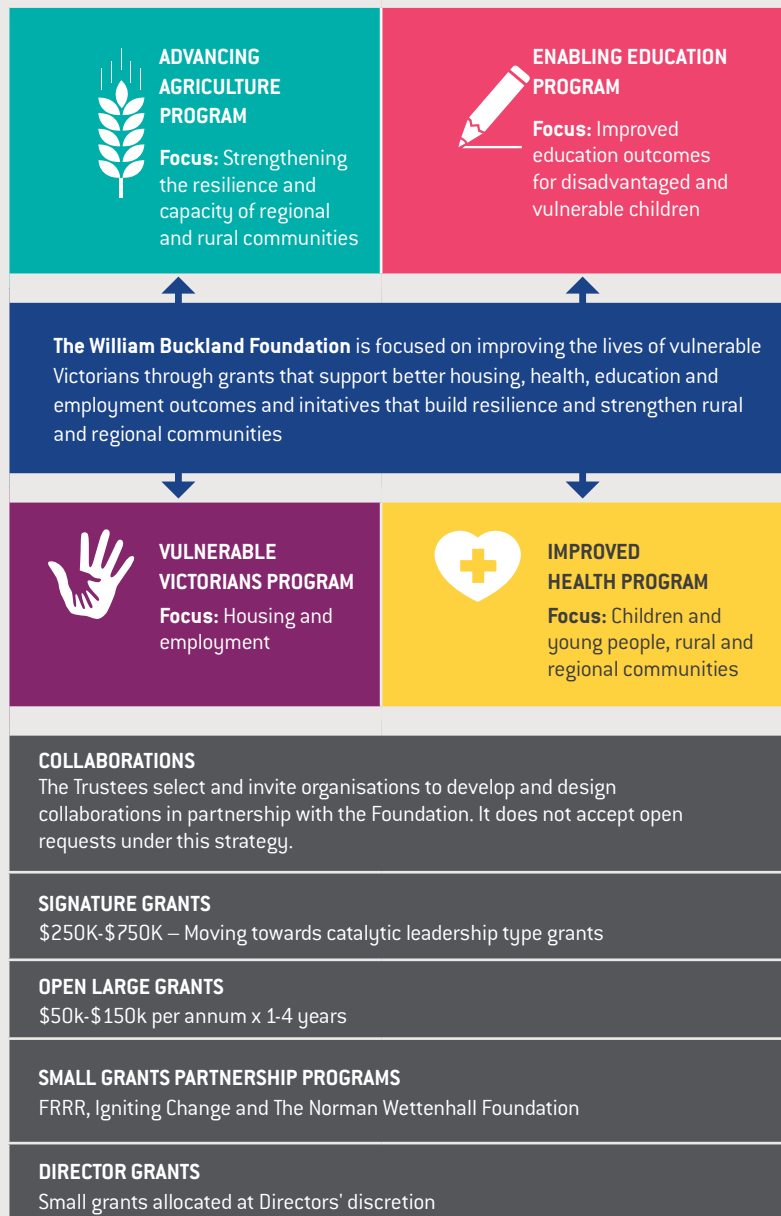 ADVANCING
AGRICULTURE
PROGRAM
Focus: Strengthening
the resilience and
capacity of regional
and rural communities
ENABLING EDUCATION
PROGRAM
Focus: Improved
education outcomes
for disadvantaged and
vulnerable children
The William Buckland Foundation is focused on improving the lives of vulnerable
Victorians through grants that support better housing, health, education and
employment outcomes and initatives that build resilience and strengthen rural
and regional communities
VULNERABLE
VICTORIANS PROGRAM
Focus: Housing and
employment
IMPROVED
HEALTH PROGRAM
Focus: Children and
young people, rural and
regional communities
COLLABORATIONS
The Trustees select and invite organisations to develop and design
collaborations in partnership with the Foundation. It does not accept open
requests under this strategy.
SIGNATURE GRANTS
$250K-$750K – Moving towards catalytic leadership type grants
OPEN LARGE GRANTS
$50k-$150k per annum x 1-4 years
SMALL GRANTS PARTNERSHIP PROGRAMS
FRRR, Igniting Change and The Norman Wettenhall Foundation
DIRECTOR GRANTS
Small grants allocated at Directors' discretion